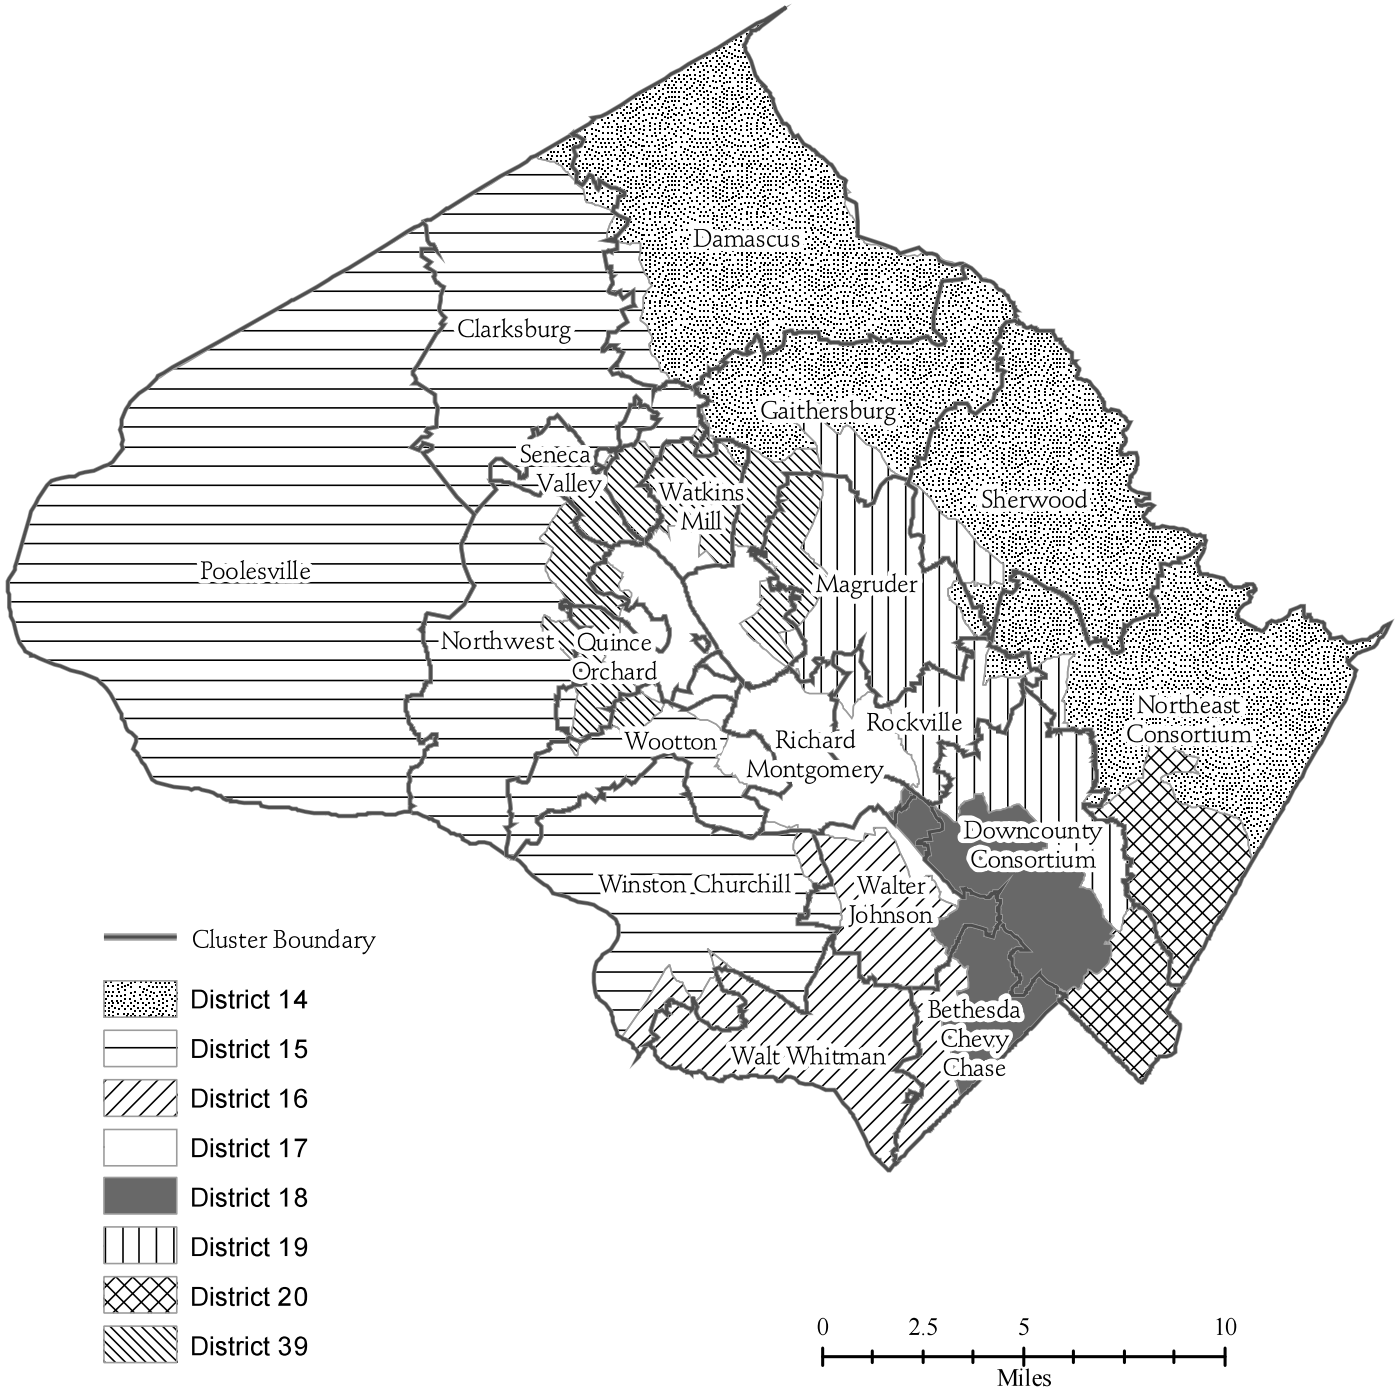 Damascus
Clarksburg
Gaithersburg
Seneca
Valley
Watkins
Mill
Sherwood
Poolesville
Magruder
Northwest
Quince
Orchard
Northeast
Consortium
Rockville
Wootton
Richard
Montgomery
Downcounty
Consortium
Winston Churchill
Walter
Johnson
Bethesda
Chevy
Chase
Walt Whitman
Cluster Boundary
District 14
District 15
District 16
District 17
District 18
District 19
District 20
District 39
0 2.5 5 10
Miles